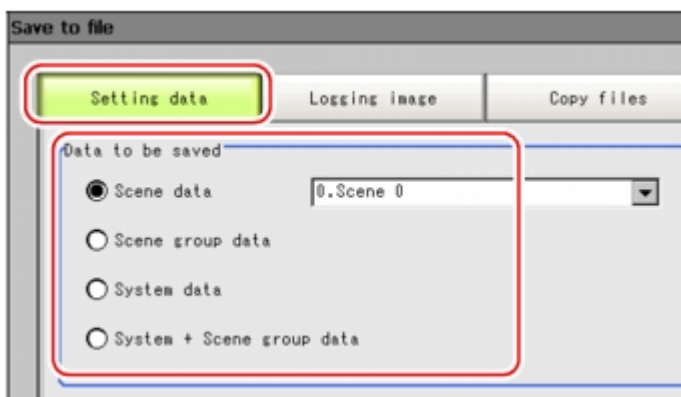 Save to file
Setting data Logging image Copy files
Data to be saved
Scene data 0.Scene 0
Scene group data
System data
System + Scene group data